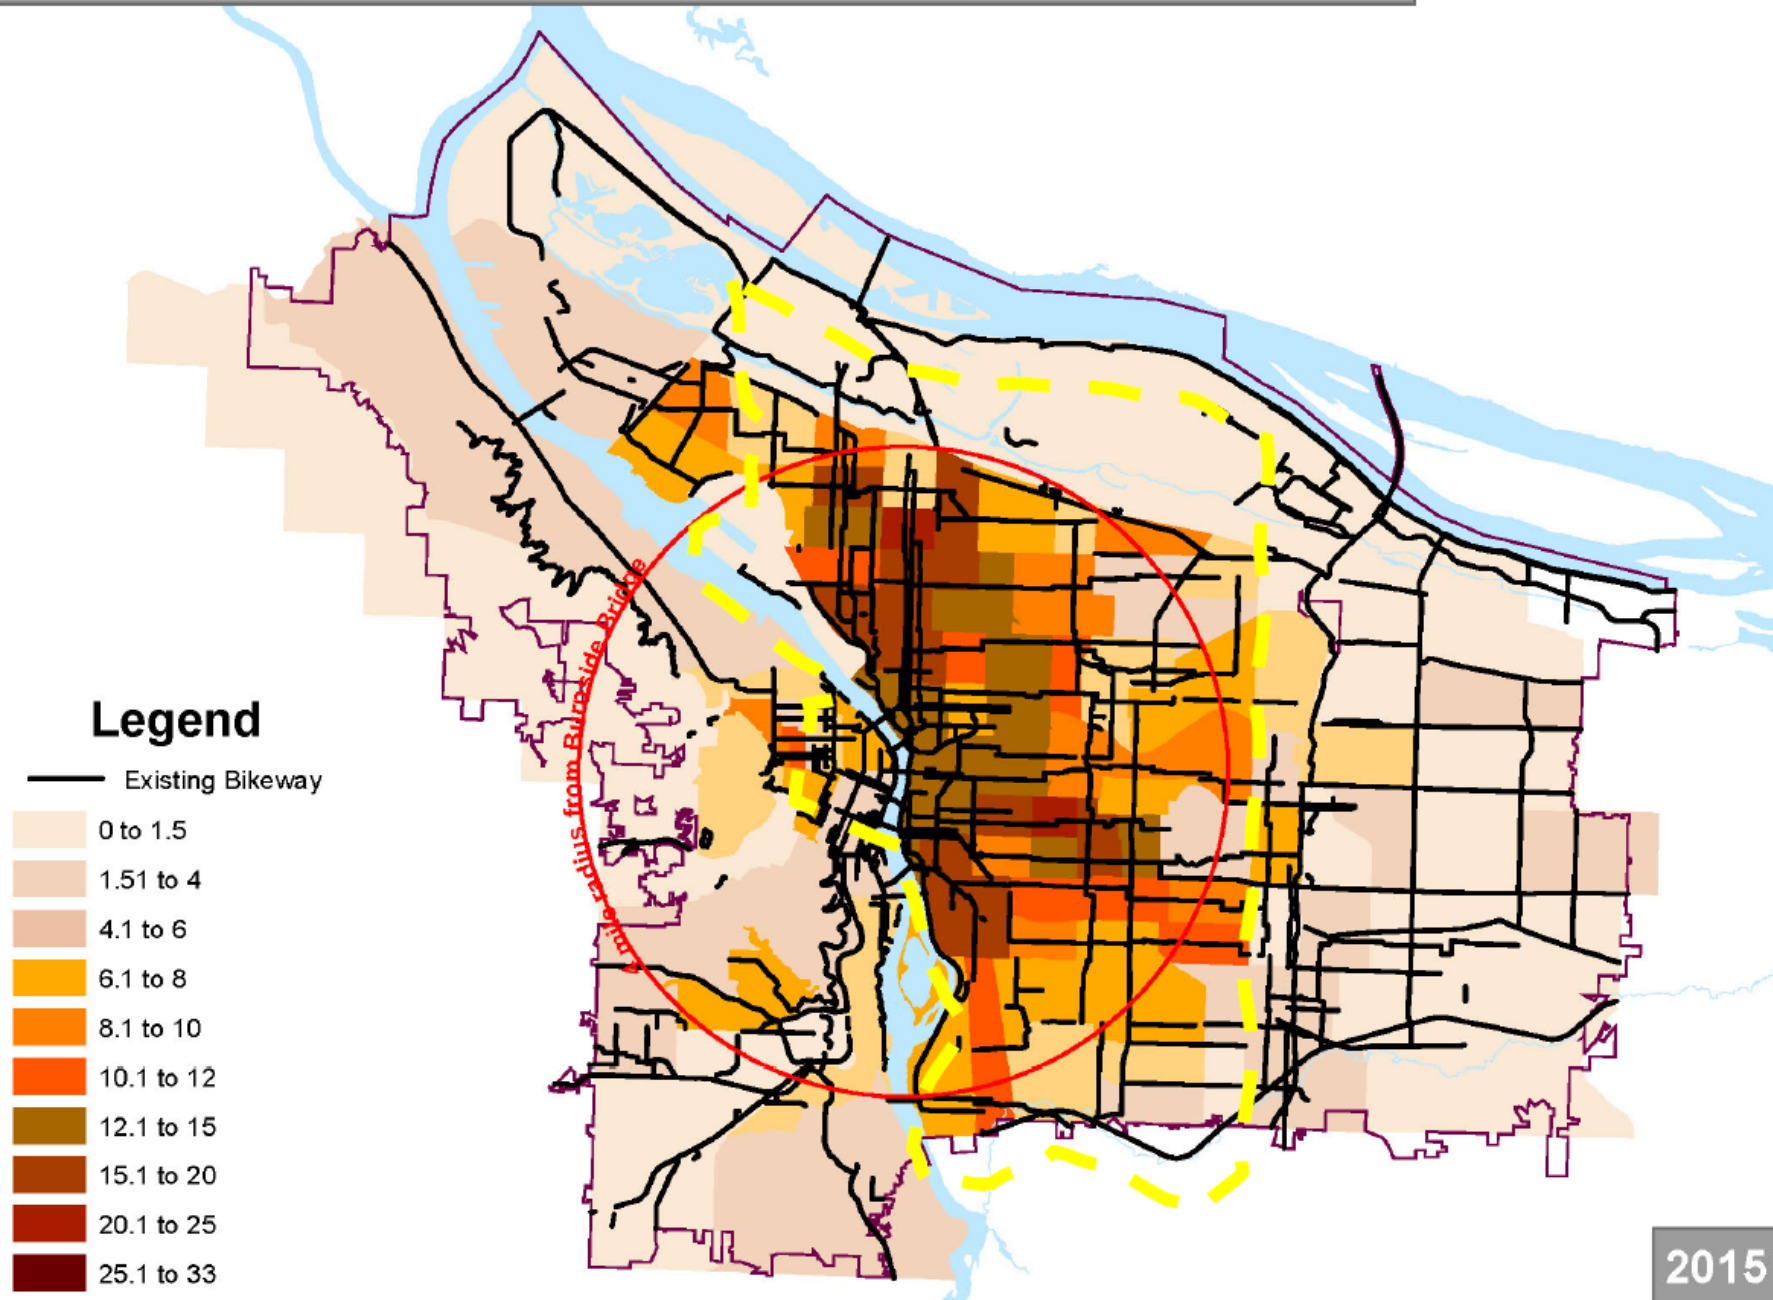 4 mile radius from Burnside Bridge
Legend
Existing Bikeway
0 to 1.5
1.51 to 4
4.1 to 6
6.1 to 8
8.1 to 10
10.1 to 12
12.1 to 15
15.1 to 20
20.1 to 25
25.1 to 33
2015